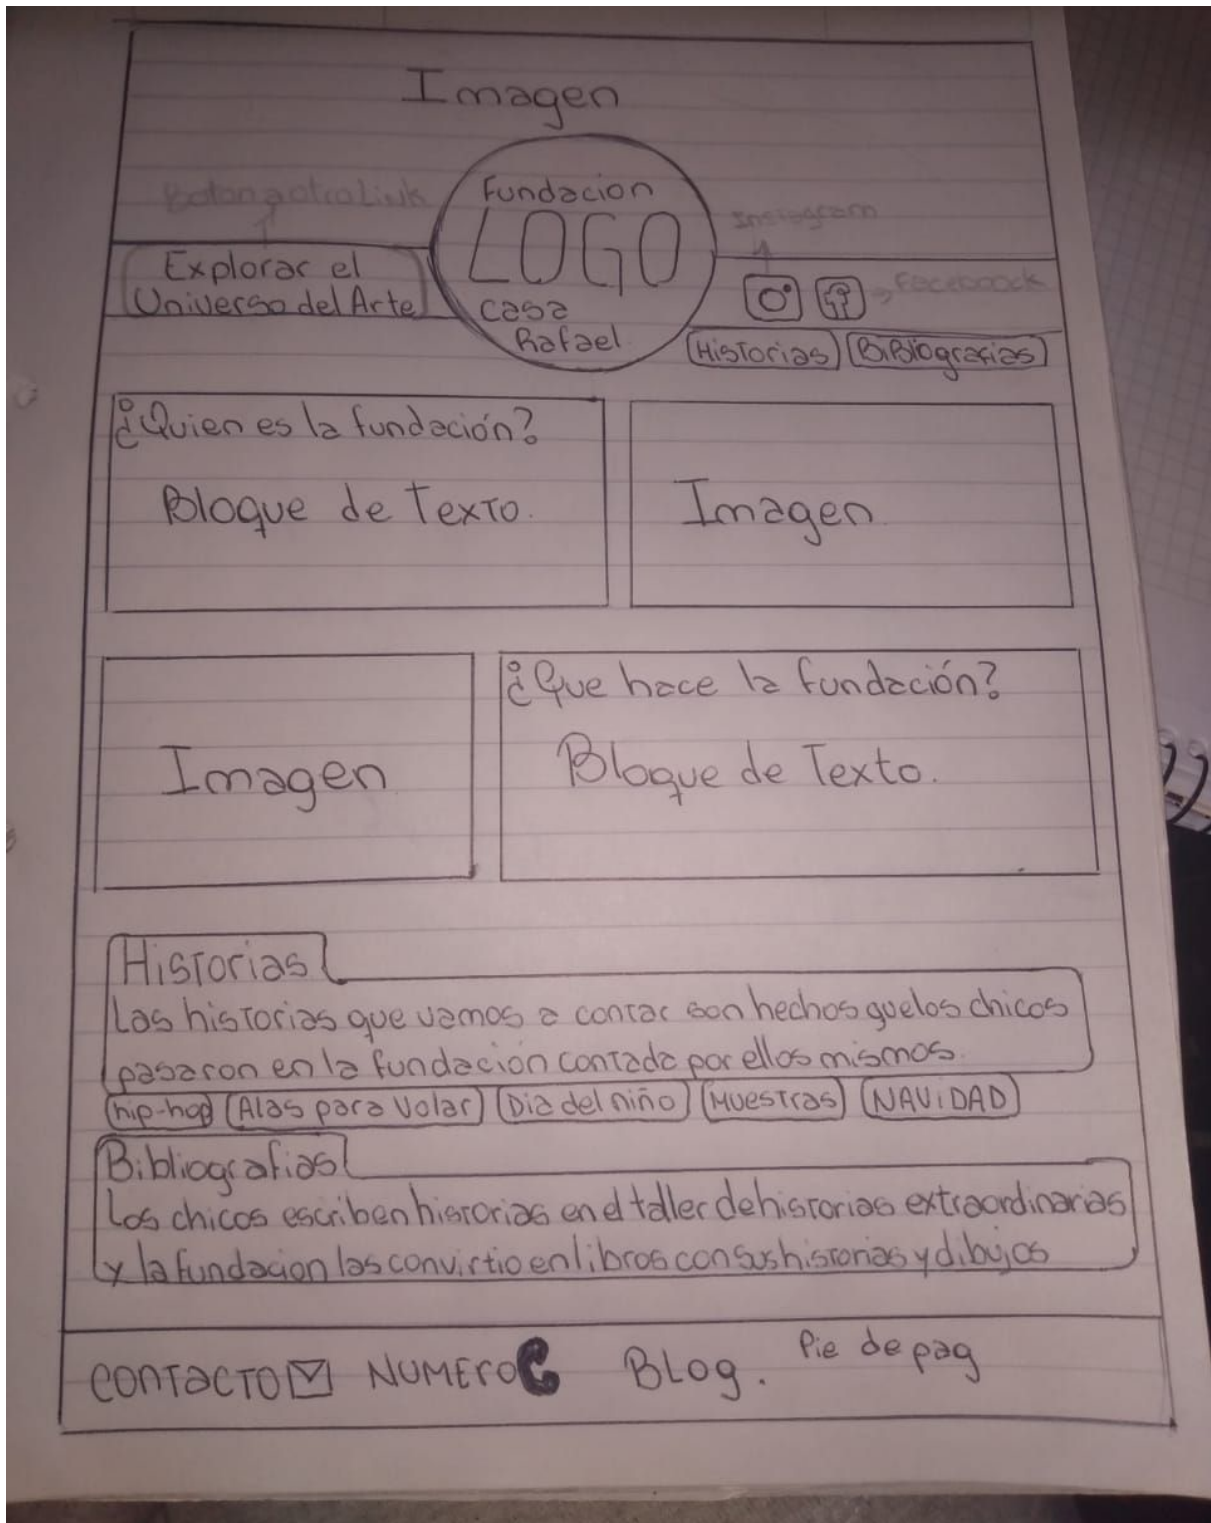 Imagen
Boton a otro Link
Fundacion
LOGO
casa
Rafael
Instagram
Faceboock
Explorar el
Universo del Arte
Historias
BiBliografias
¿Quien es la fundación?
Bloque de Texto.
Imagen
Imagen
¿Que hace la fundación?
Bloque de Texto.
Historias
Las historias que vamos a contar son hechos que los chicos
pasaron en la fundación contada por ellos mismos.
hip-hop Alas para Volar Dia del niño Muestras NAViDAD
Bibliografias
Los chicos escriben historias en el taller de historias extraordinarias
y la fundacion las convirtio en libros con sus historias y dibujos
contacto Numero Blog. Pie de pag